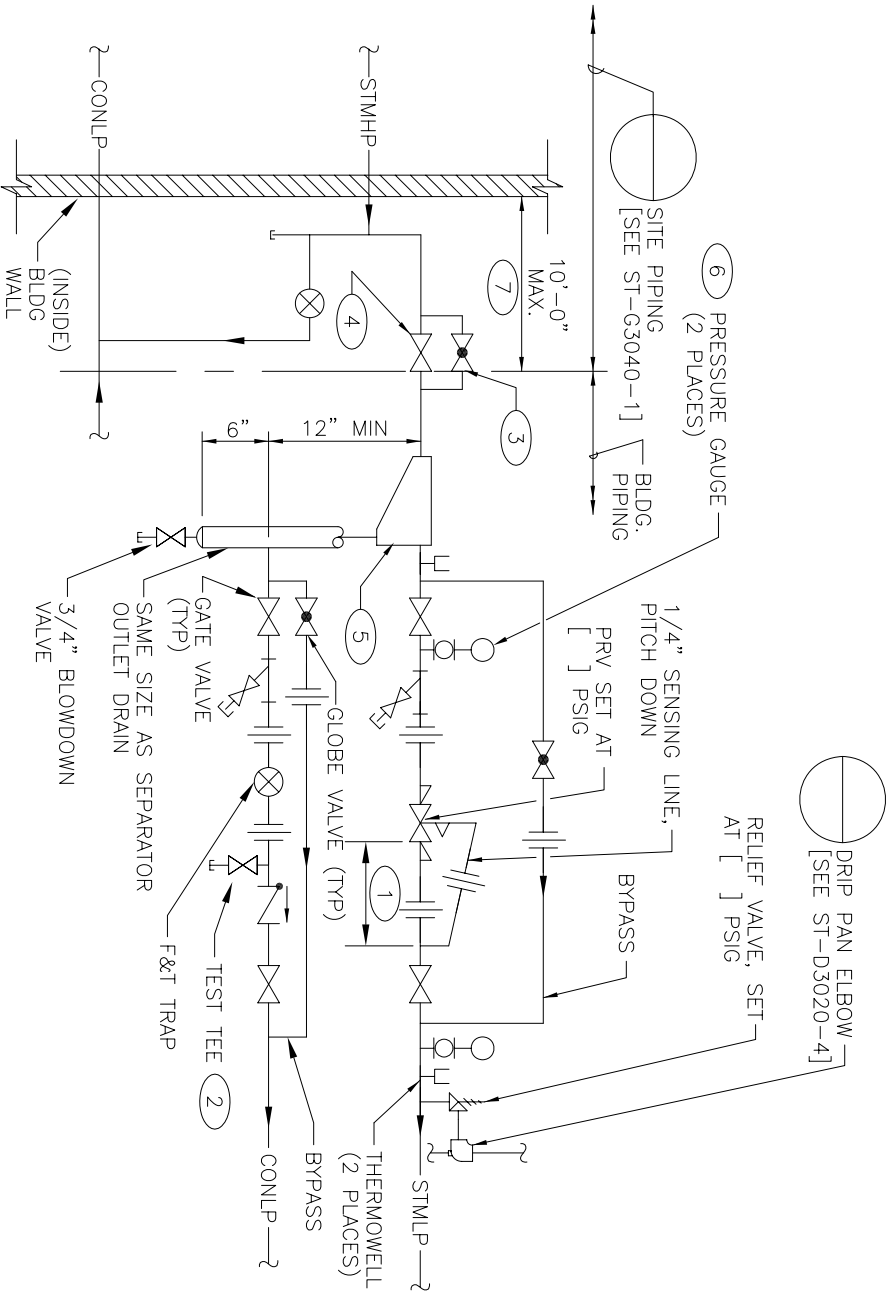 SITE PIPING
[SEE ST-G3040-1]
BLDG.
PIPING
6
PRESSURE GAUGE
(2 PLACES)
10'-0"
MAX.
7
4
3
STMHP
CONLP
(INSIDE)
BLDG
WALL
12" MIN
6"
5
1/4" SENSING LINE,
PITCH DOWN
PRV SET AT
[ ] PSIG
1
BYPASS
DRIP PAN ELBOW
[SEE ST-D3020-4]
RELIEF VALVE, SET
AT [ ] PSIG
STMLP
THERMOWELL
(2 PLACES)
GLOBE VALVE (TYP)
GATE VALVE
(TYP)
SAME SIZE AS SEPARATOR
OUTLET DRAIN
3/4" BLOWDOWN
VALVE
F&T TRAP
TEST TEE
2
BYPASS
CONLP